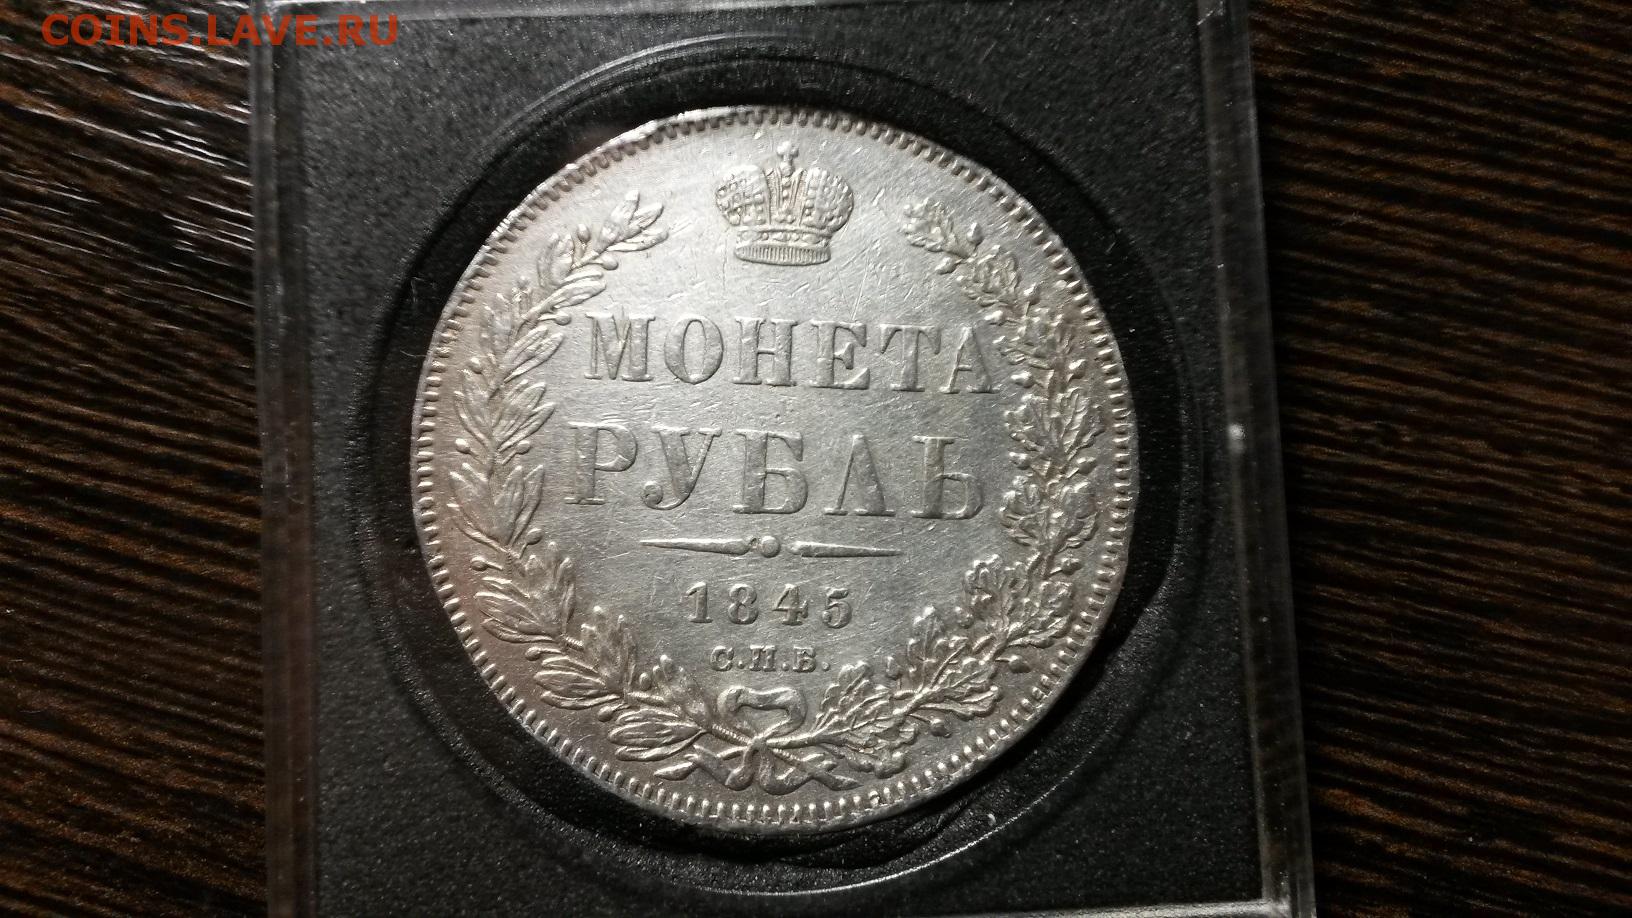 COINS.LAVE.RU
МОНЕТА
РУБЛЬ
1845
С.П.Б.